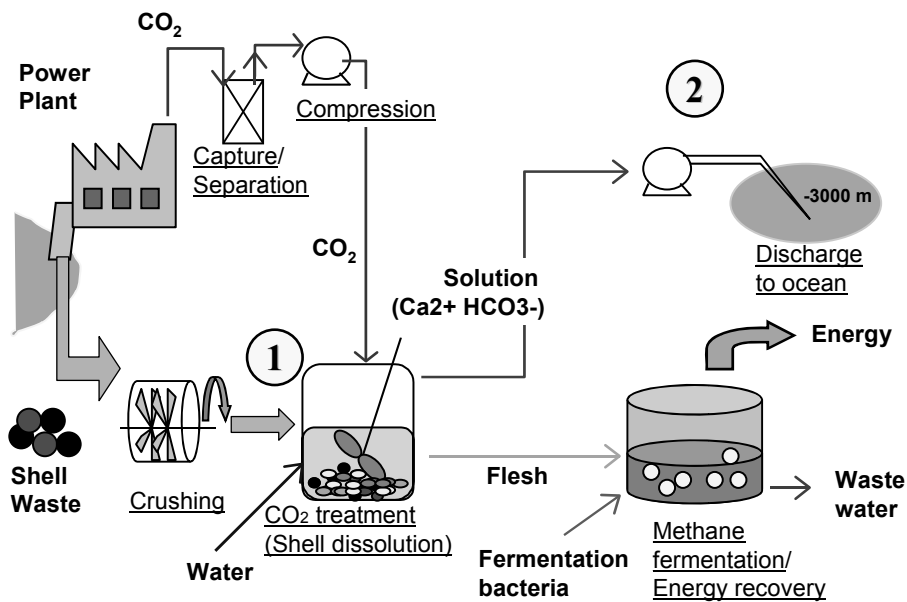 CO2
Power
Plant
Compression
Capture/
Separation
2
-3000 m
Discharge
to ocean
CO2
Solution
(Ca2+ HCO3-)
Energy
1
Shell
Waste
Crushing
CO2 treatment
(Shell dissolution)
Water
Flesh
Fermentation
bacteria
Methane
fermentation/
Energy recovery
Waste
water